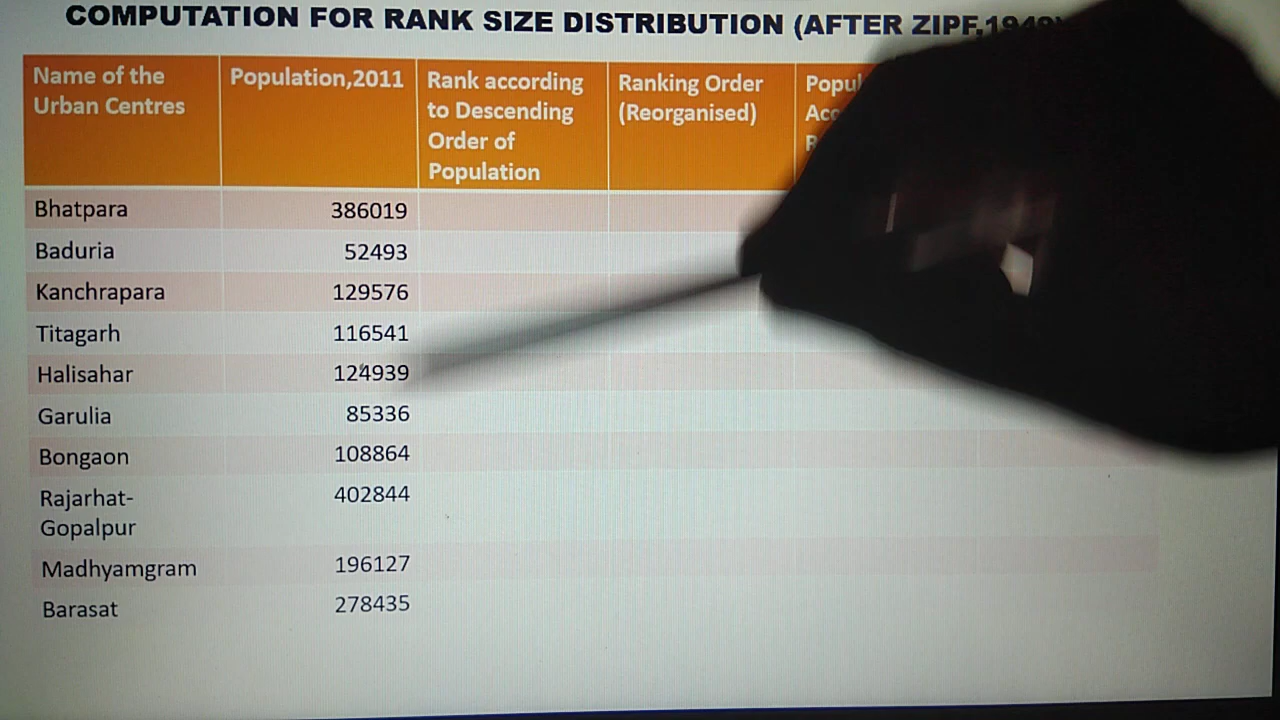 COMPUTATION FOR RANK SIZE DISTRIBUTION (AFTER ZIPF,1949)
Name of the Urban Centres
Population,2011
Rank according to Descending Order of Population
Ranking Order (Reorganised)
Bhatpara 386019
Baduria 52493
Kanchrapara 129576
Titagarh 116541
Halisahar 124939
Garulia 85336
Bongaon 108864
Rajarhat-
Gopalpur 402844
Madhyamgram 196127
Barasat 278435